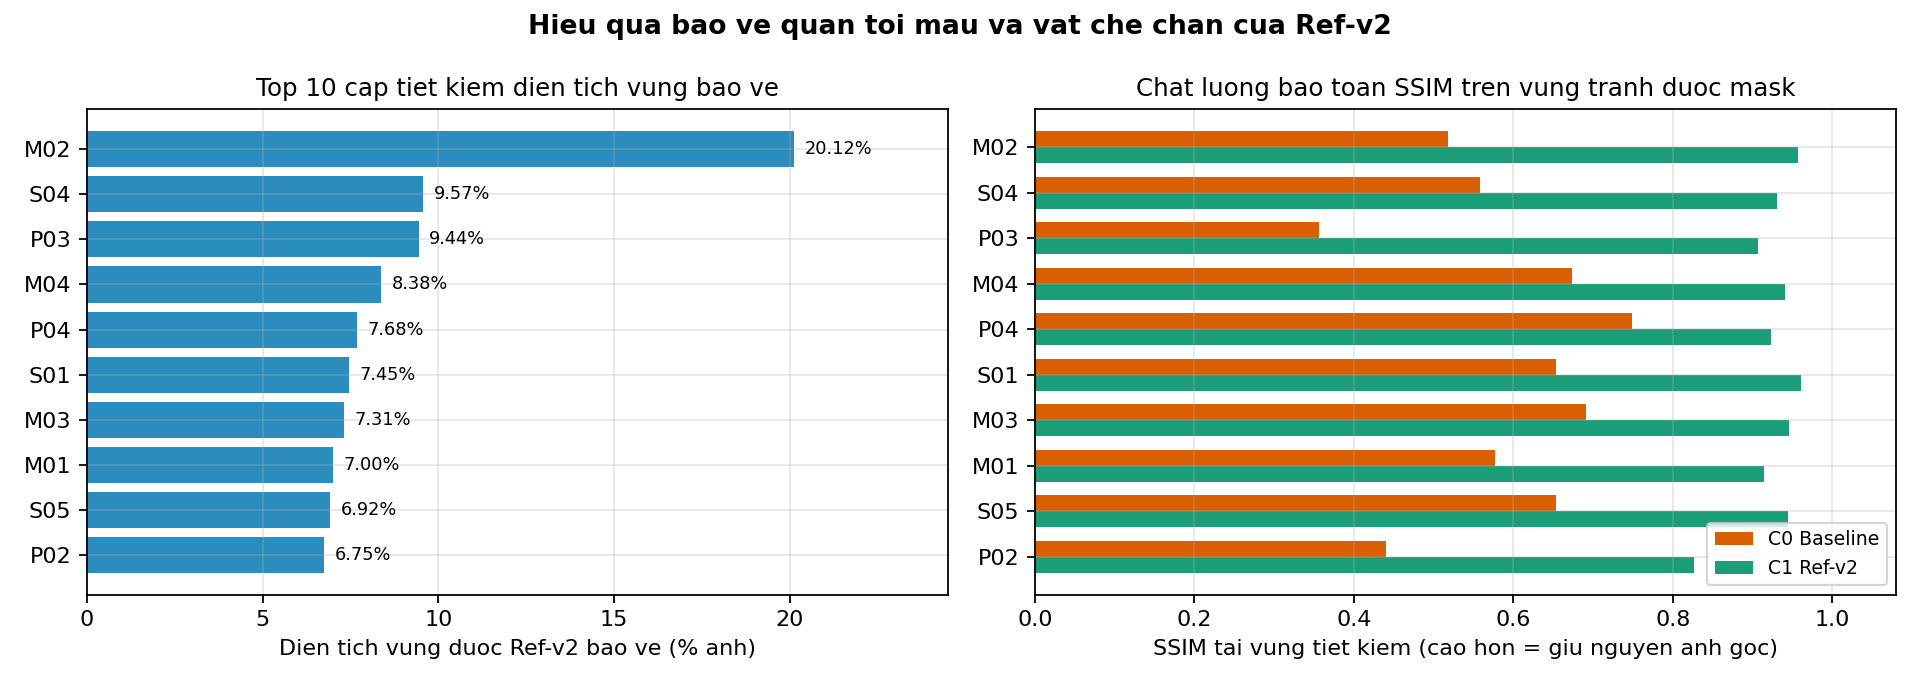 Hieu qua bao ve quan toi mau va vat che chan cua Ref-v2
Top 10 cap tiet kiem dien tich vung bao ve
M02
20.12%
S04
9.57%
P03
9.44%
M04
8.38%
P04
7.68%
S01
7.45%
M03
7.31%
M01
7.00%
S05
6.92%
P02
6.75%
0 5 10 15 20
Dien tich vung duoc Ref-v2 bao ve (% anh)
Chat luong bao toan SSIM tren vung tranh duoc mask
M02
S04
P03
M04
P04
S01
M03
M01
S05
P02
C0 Baseline
C1 Ref-v2
0.0 0.2 0.4 0.6 0.8 1.0
SSIM tai vung tiet kiem (cao hon = giu nguyen anh goc)